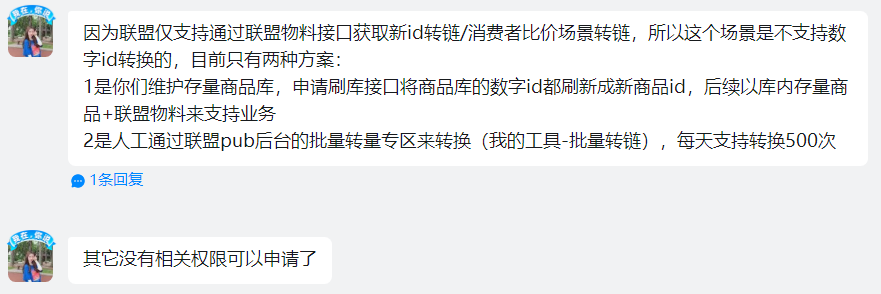 因为联盟仅支持通过联盟物料接口获取新id转链/消费者比价场景转链，所以这个场景是不支持数
字id转换的，目前只有两种方案：
1是你们维护存量商品库，申请刷库接口将商品库的数字id都刷新成新商品id，后续以库内存量商
品+联盟物料来支持业务
2是人工通过联盟pub后台的批量转量专区来转换（我的工具-批量转链），每天支持转换500次
1条回复
其它没有相关权限可以申请了